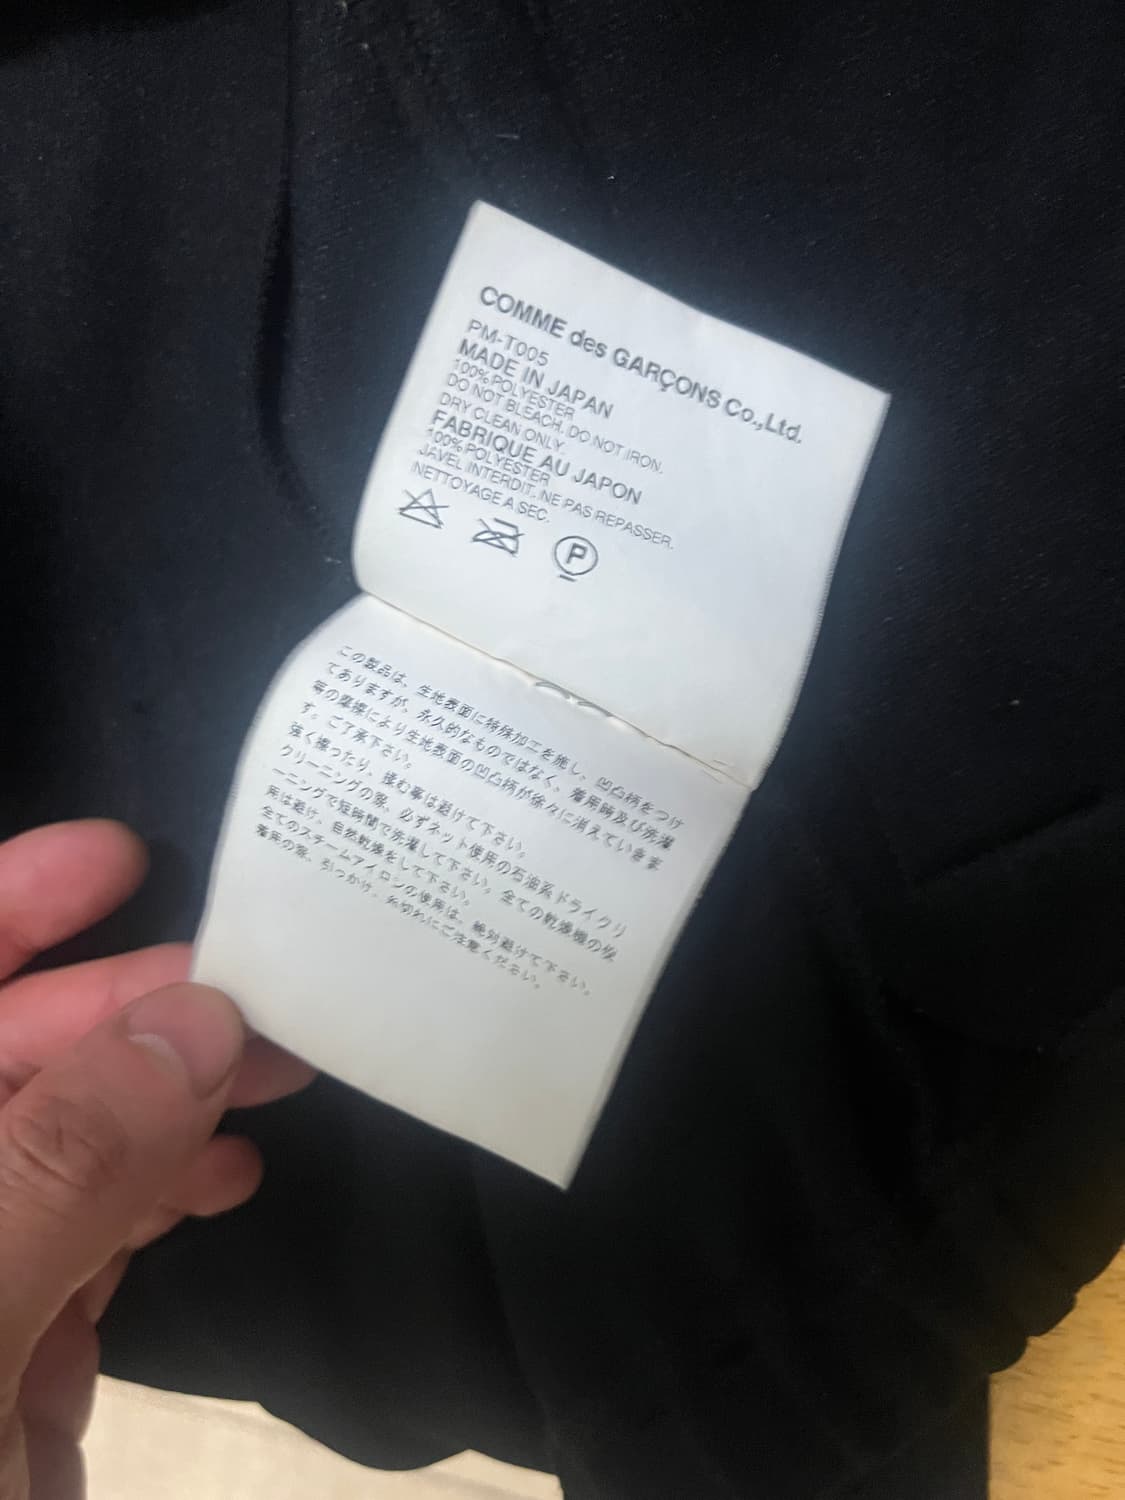 COMME des GARÇONS Co.,Ltd.
PM-T005
MADE IN JAPAN
100% POLYESTER
DO NOT BLEACH. DO NOT IRON.
DRY CLEAN ONLY.
FABRIQUE AU JAPON
100% POLYESTER
JAVEL INTERDIT. NE PAS REPASSER.
NETTOYAGE A SEC.
P
この製品は、生地表面に特殊加工を施し、凹凸柄をつけ
てありますが、永久的なものではなく、着用時及び洗濯
等の摩擦により生地表面の凹凸柄が徐々に消えていきま
す。ご了承下さい。
強く擦ったり、揉む事は避けて下さい。
クリーニングの際、必ずネット使用の石油系ドライクリ
ーニングで短時間で洗濯して下さい。全ての乾燥機の使
用は避け、自然乾燥をして下さい。
全てのスチームアイロンの使用は、絶対避けて下さい。
着用の際、引っかけ、糸切れにご注意ください。